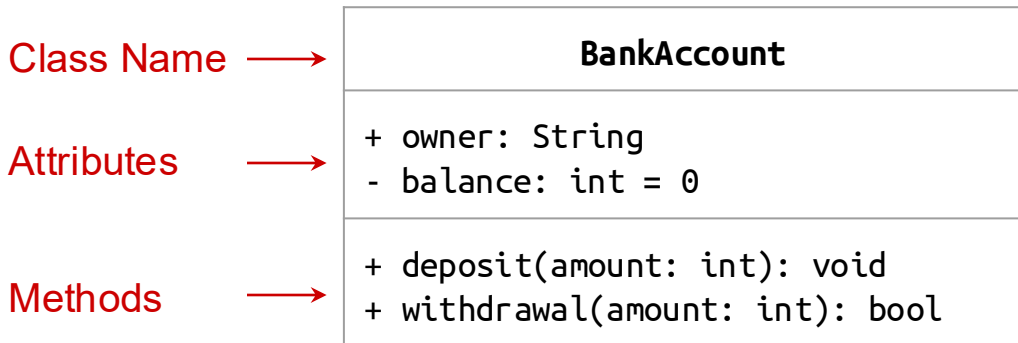 Class Name
BankAccount
Attributes
+ owner: String
- balance: int = 0
Methods
+ deposit(amount: int): void
+ withdrawal(amount: int): bool